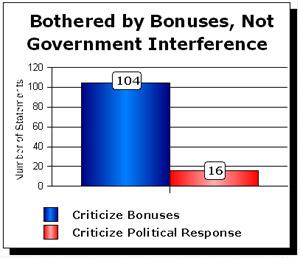 Bothered by Bonuses, Not
Government Interference
Number of Statements
120
100
80
60
40
20
0
104
16
Criticize Bonuses
Criticize Political Response